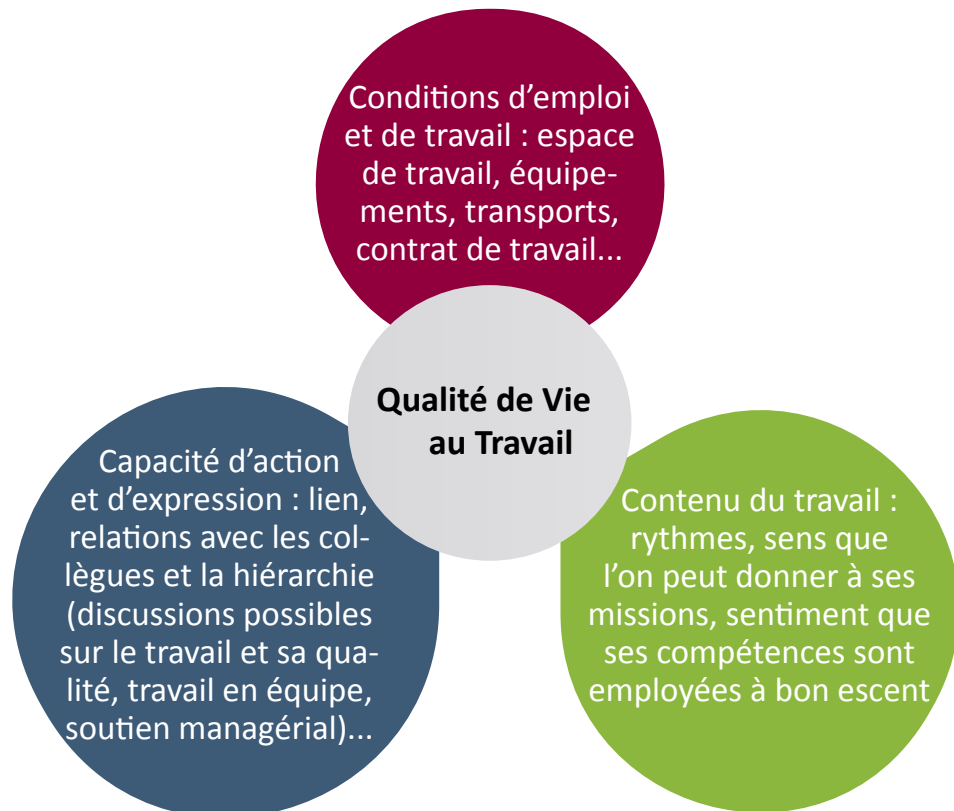 Conditions d’emploi
et de travail : espace
de travail, équipe-
ments, transports,
contrat de travail...
Qualité de Vie
au Travail
Capacité d’action
et d’expression : lien,
relations avec les col-
lègues et la hiérarchie
(discussions possibles
sur le travail et sa qua-
lité, travail en équipe,
soutien managérial)...
Contenu du travail :
rythmes, sens que
l’on peut donner à ses
missions, sentiment que
ses compétences sont
employées à bon escent